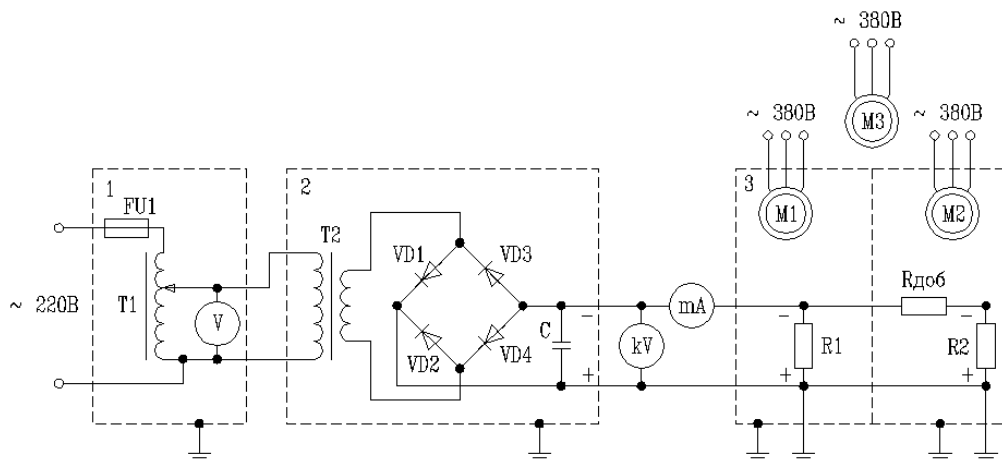 ~ 380В
М3
~ 380В
~ 380В
1
2
3
FU1
М1
М2
T2
VD1
VD3
Rдоб
T1
~ 220В
V
−
mA
−
−
C
kV
R1
R2
VD2
VD4
+
+
+